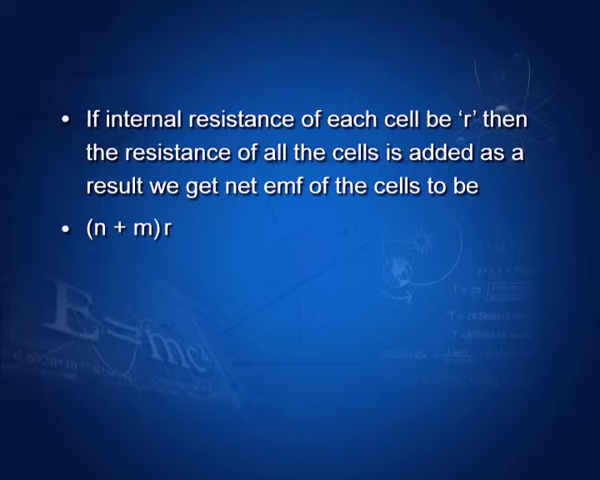 • If internal resistance of each cell be ‘r’ then
the resistance of all the cells is added as a
result we get net emf of the cells to be
• (n + m) r
E=mc²